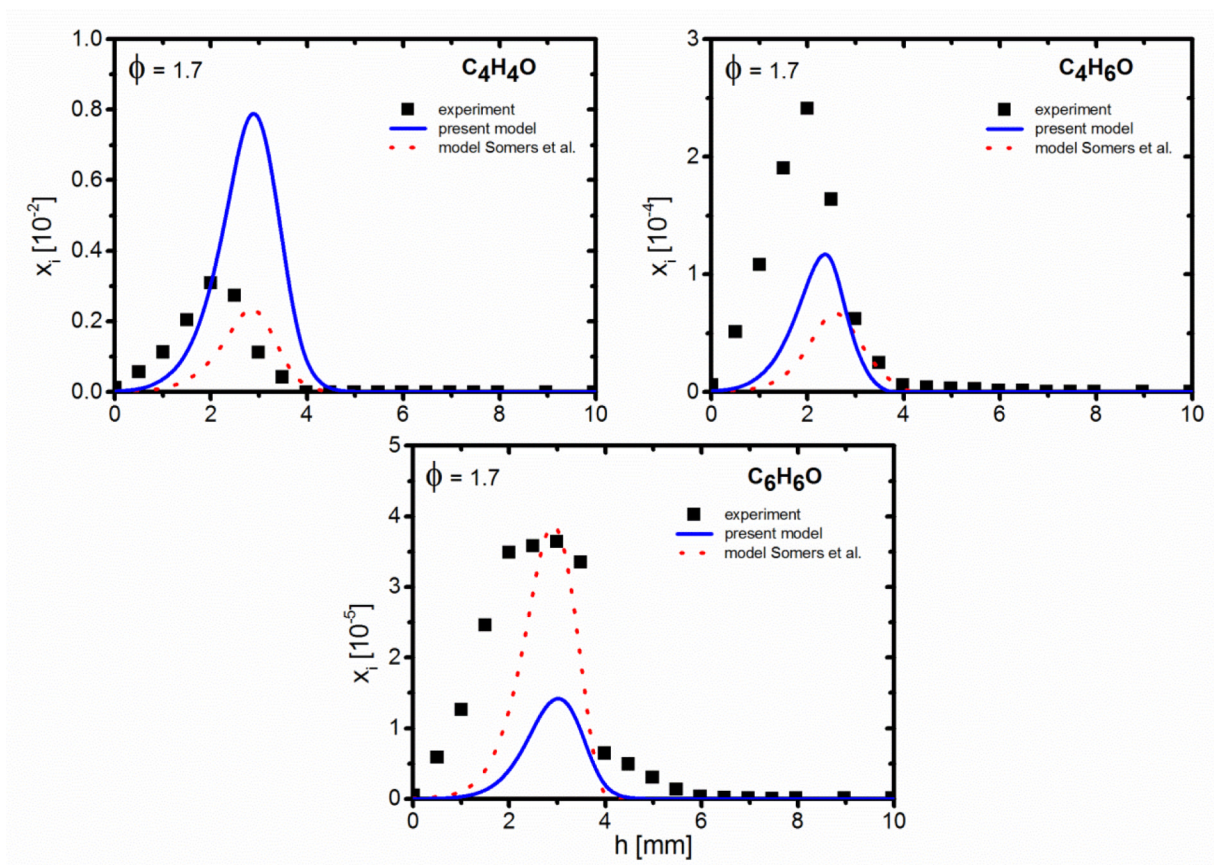 ϕ = 1.7
C4H4O
experiment
present model
model Somers et al.
xi [10-2]
1.0
0.8
0.6
0.4
0.2
0.0
0 2 4 6 8 10
ϕ = 1.7
C4H6O
experiment
present model
model Somers et al.
xi [10-4]
3
2
1
0
0 2 4 6 8 10
ϕ = 1.7
C6H6O
experiment
present model
model Somers et al.
xi [10-5]
5
4
3
2
1
0
0 2 4 6 8 10
h [mm]